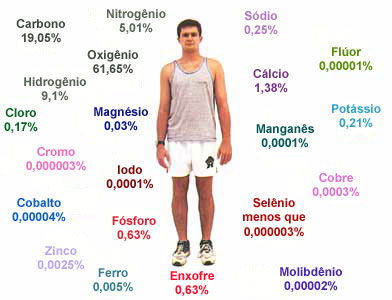 Nitrogênio
5,01%
Sódio
0,25%
Carbono
19,05%
Oxigênio
61,65%
Flúor
0,00001%
Hidrogênio
9,1%
Cálcio
1,38%
Cloro
0,17%
Magnésio
0,03%
Potássio
0,21%
Manganês
0,0001%
Cromo
0,000003%
Iodo
0,0001%
Cobre
0,0003%
Cobalto
0,00004%
Fósforo
0,63%
Selênio
menos que
0,000003%
Zinco
0,0025%
Ferro
0,005%
Enxofre
0,63%
Molibdênio
0,00002%